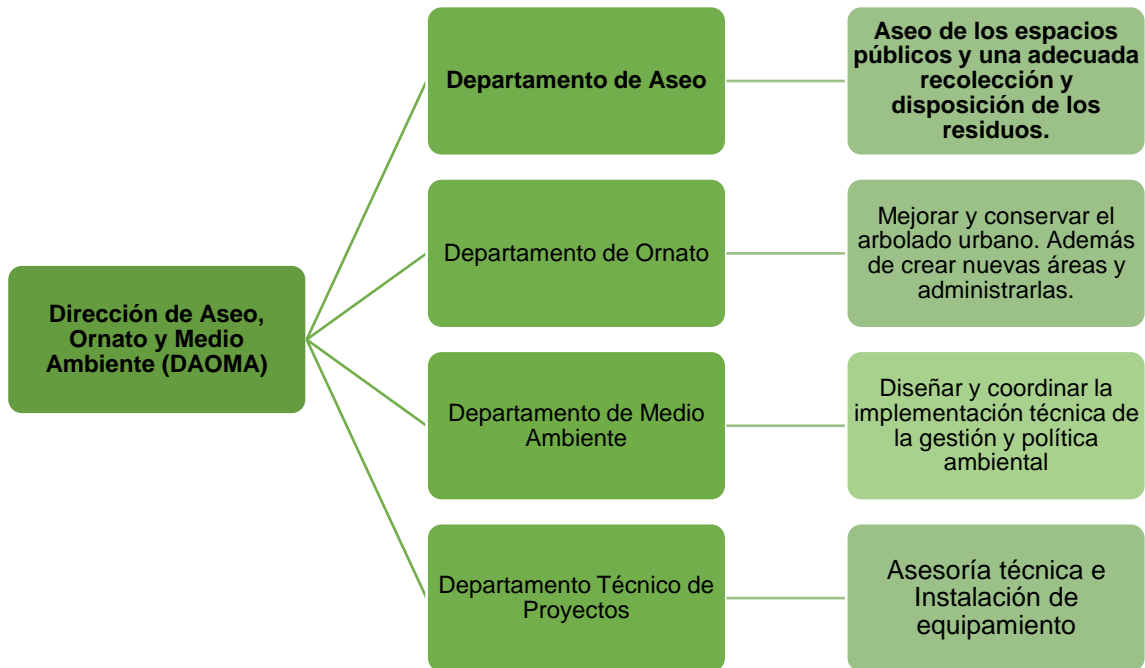 Dirección de Aseo,
Ornato y Medio
Ambiente (DAOMA)
Departamento de Aseo
Aseo de los espacios
públicos y una adecuada
recolección y
disposición de los
residuos.
Departamento de Ornato
Mejorar y conservar el
arbolado urbano. Además
de crear nuevas áreas y
administrarlas.
Departamento de Medio
Ambiente
Diseñar y coordinar la
implementación técnica de
la gestión y política
ambiental
Departamento Técnico de
Proyectos
Asesoría técnica e
Instalación de
equipamiento